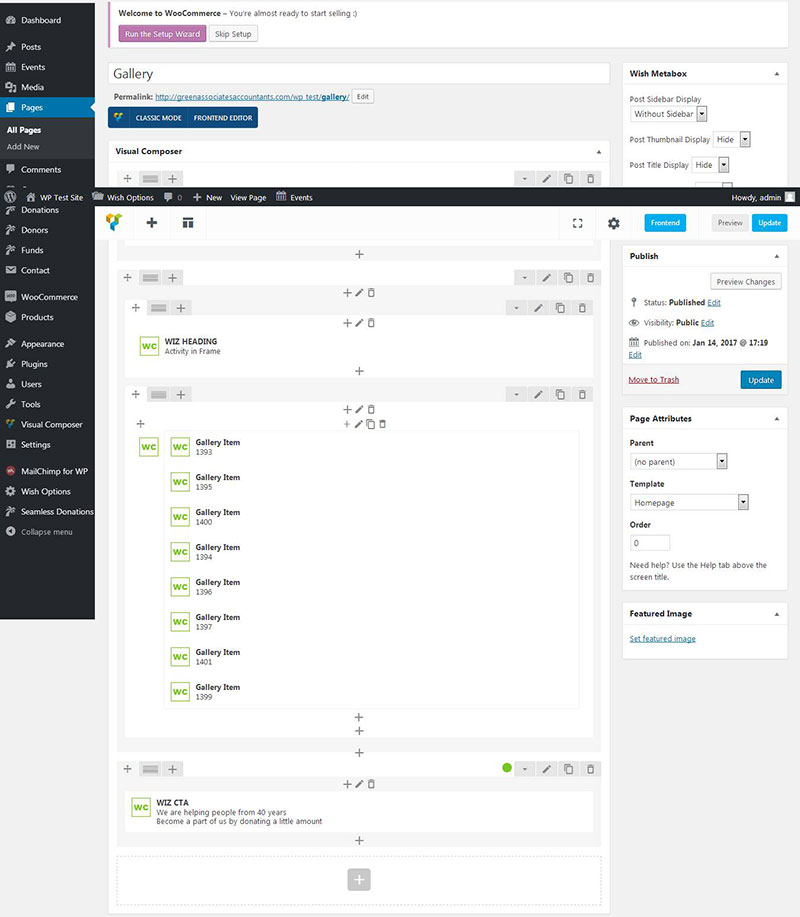 Dashboard
Posts
Events
Media
Pages
All Pages
Add New
Comments
Welcome to WooCommerce – You're almost ready to start selling :)
Run the Setup Wizard Skip Setup
Gallery
Permalink: http://greenassociatesaccountants.com/wp_test/gallery/ Edit
CLASSIC MODE FRONTEND EDITOR
Visual Composer
Wish Metabox
Post Sidebar Display
Without Sidebar
Post Thumbnail Display Hide
Post Title Display Hide
WP Test Site Wish Options 0 New View Page Events Howdy, admin
Donations
Donors
Funds
Contact
WooCommerce
Products
Appearance
Plugins
Users
Tools
Visual Composer
Settings
MailChimp for WP
Wish Options
Seamless Donations
Collapse menu
Frontend Preview Update
WC WIZ HEADING
Activity in Frame
WC
WC Gallery Item
1393
WC Gallery Item
1395
WC Gallery Item
1400
WC Gallery Item
1394
WC Gallery Item
1396
WC Gallery Item
1397
WC Gallery Item
1401
WC Gallery Item
1399
WC WIZ CTA
We are helping people from 40 years
Become a part of us by donating a little amount
Publish
Preview Changes
Status: Published Edit
Visibility: Public Edit
Published on: Jan 14, 2017 @ 17:19
Edit
Move to Trash Update
Page Attributes
Parent
(no parent)
Template
Homepage
Order
0
Need help? Use the Help tab above the
screen title.
Featured Image
Set featured image